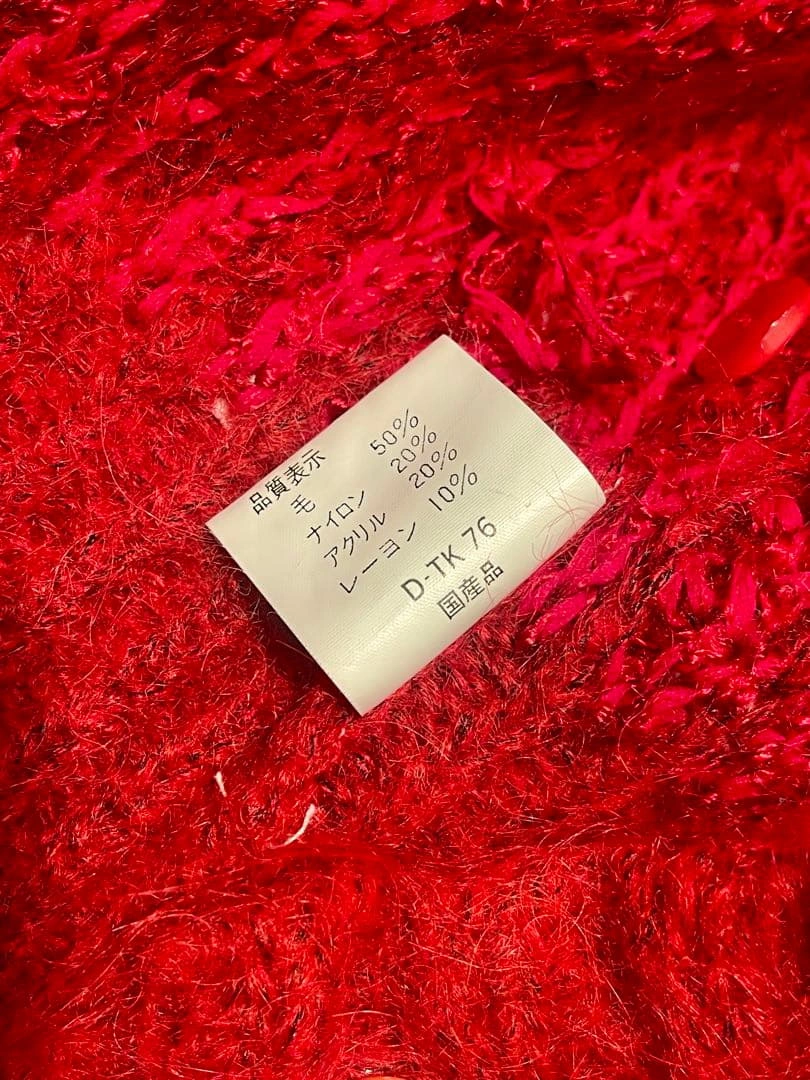 品質表示
毛 50%
ナイロン 20%
アクリル 20%
レーヨン 10%
D-TK 76
国産品